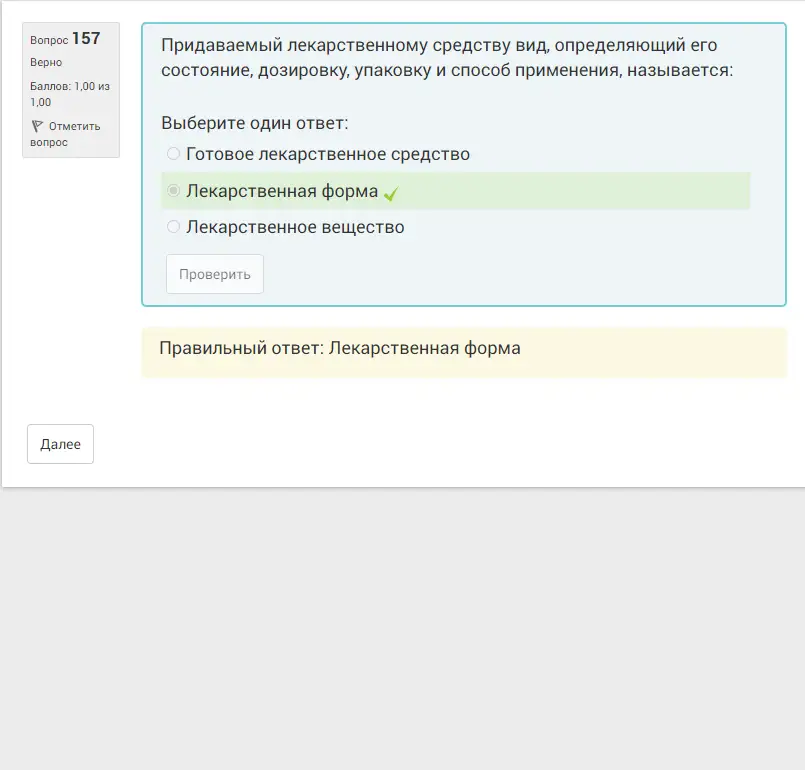 Вопрос 157
Верно
Баллов: 1,00 из
1,00
Отметить
вопрос
Придаваемый лекарственному средству вид, определяющий его
состояние, дозировку, упаковку и способ применения, называется:
Выберите один ответ:
Готовое лекарственное средство
Лекарственная форма
Лекарственное вещество
Проверить
Правильный ответ: Лекарственная форма
Далее